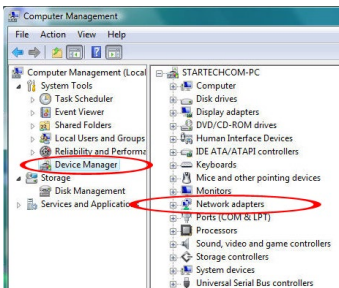 Computer Management
File Action View Help
Computer Management (Local
System Tools
Task Scheduler
Event Viewer
Shared Folders
Local Users and Groups
Reliability and Performa
Device Manager
Storage
Disk Management
Services and Application
STARTECHCOM-PC
Computer
Disk drives
Display adapters
DVD/CD-ROM drives
Human Interface Devices
IDE ATA/ATAPI controllers
Keyboards
Mice and other pointing devices
Monitors
Network adapters
Ports (COM & LPT)
Processors
Sound, video and game controllers
Storage controllers
System devices
Universal Serial Bus controllers